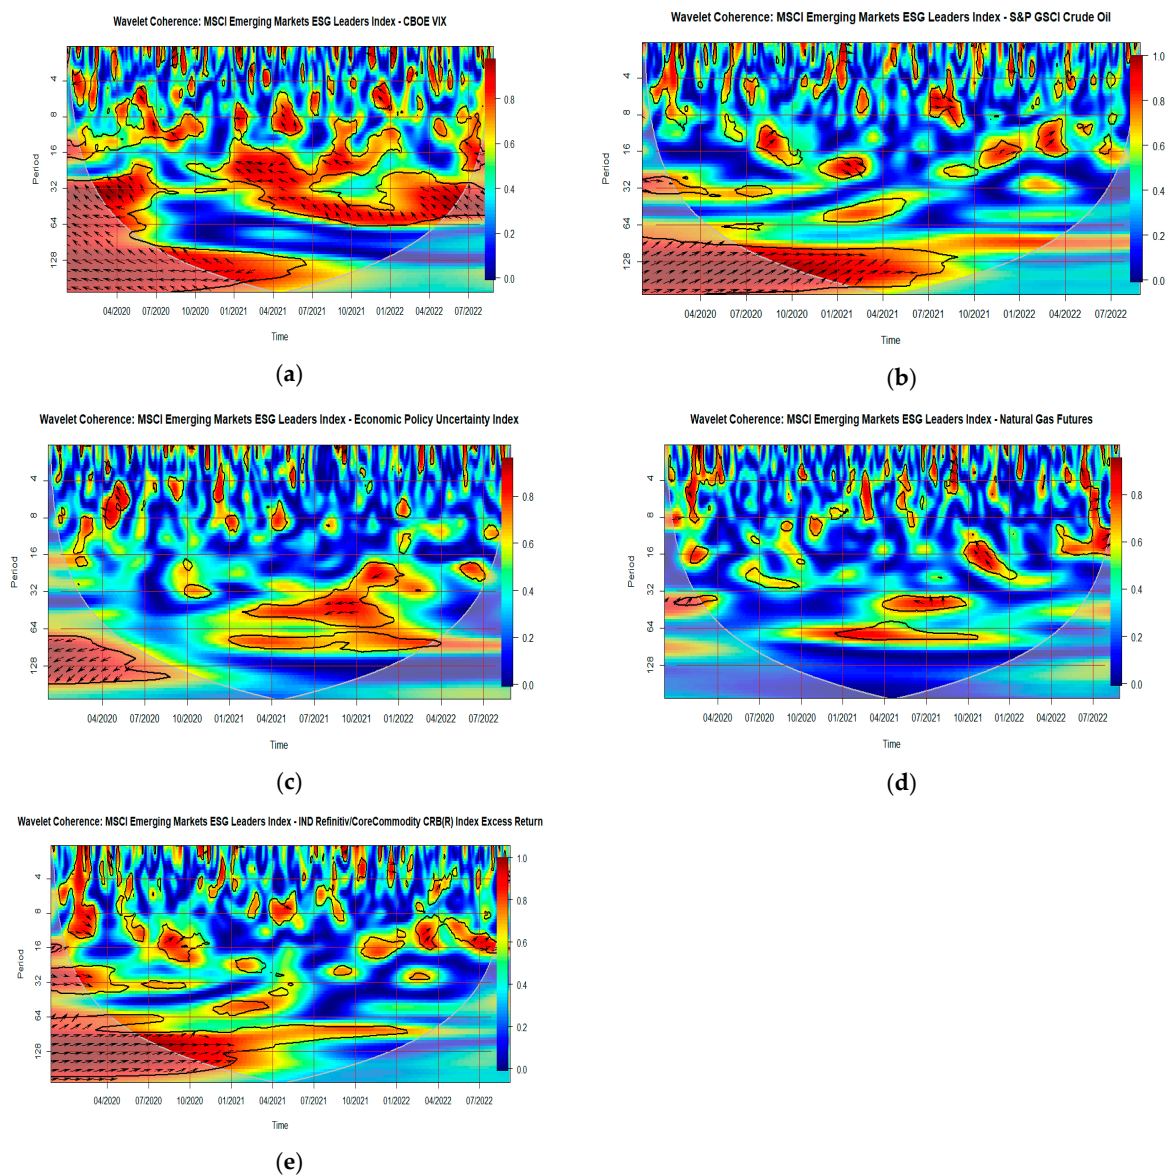 Wavelet Coherence: MSCI Emerging Markets ESG Leaders Index - CBOE VIX
Period
4
8
16
32
64
128
0.8
0.6
0.4
0.2
0.0
04/2020 07/2020 10/2020 01/2021 04/2021 07/2021 10/2021 01/2022 04/2022 07/2022
Time
(a)
Wavelet Coherence: MSCI Emerging Markets ESG Leaders Index - S&P GSCI Crude Oil
Period
4
8
16
32
64
128
1.0
0.8
0.6
0.4
0.2
0.0
04/2020 07/2020 10/2020 01/2021 04/2021 07/2021 10/2021 01/2022 04/2022 07/2022
Time
(b)
Wavelet Coherence: MSCI Emerging Markets ESG Leaders Index - Economic Policy Uncertainty Index
Period
4
8
16
32
64
128
0.8
0.6
0.4
0.2
0.0
04/2020 07/2020 10/2020 01/2021 04/2021 07/2021 10/2021 01/2022 04/2022 07/2022
Time
(c)
Wavelet Coherence: MSCI Emerging Markets ESG Leaders Index - Natural Gas Futures
Period
4
8
16
32
64
128
0.8
0.6
0.4
0.2
0.0
04/2020 07/2020 10/2020 01/2021 04/2021 07/2021 10/2021 01/2022 04/2022 07/2022
Time
(d)
Wavelet Coherence: MSCI Emerging Markets ESG Leaders Index - IND Refinitiv/CoreCommodity CRB(R) Index Excess Return
Period
4
8
16
32
64
128
1.0
0.8
0.6
0.4
0.2
0.0
04/2020 07/2020 10/2020 01/2021 04/2021 07/2021 10/2021 01/2022 04/2022 07/2022
Time
(e)